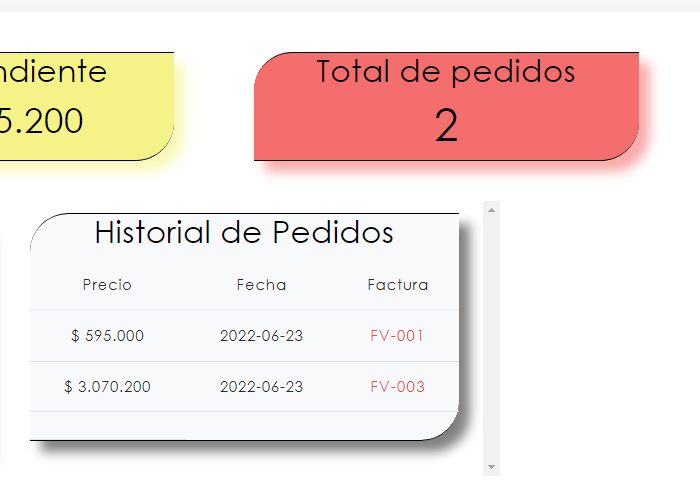 ndiente
5.200
Total de pedidos
2
Historial de Pedidos
Precio Fecha Factura
$ 595.000 2022-06-23 FV-001
$ 3.070.200 2022-06-23 FV-003